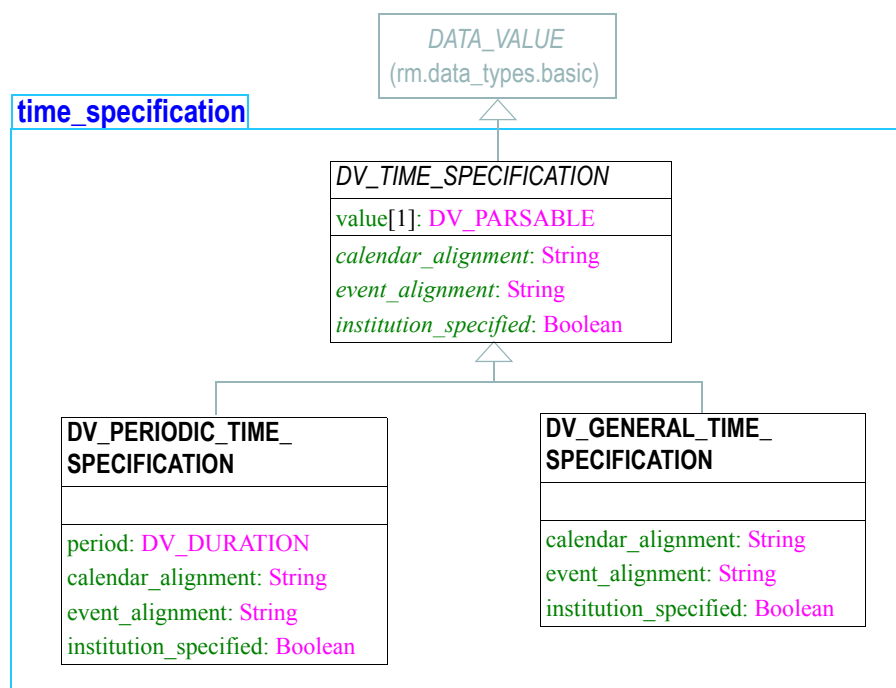 DATA_VALUE
(rm.data_types.basic)
time_specification
DV_TIME_SPECIFICATION
value[1]: DV_PARSABLE
calendar_alignment: String
event_alignment: String
institution_specified: Boolean
DV_PERIODIC_TIME_
SPECIFICATION
period: DV_DURATION
calendar_alignment: String
event_alignment: String
institution_specified: Boolean
DV_GENERAL_TIME_
SPECIFICATION
calendar_alignment: String
event_alignment: String
institution_specified: Boolean